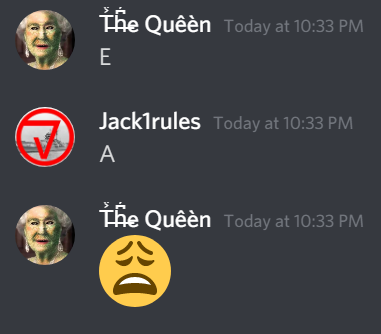 Ť̶h̶̒e̶ Quêèn Today at 10:33 PM
E
Jack1rules Today at 10:33 PM
A
Ť̶h̶̒e̶ Quêèn Today at 10:33 PM
😩